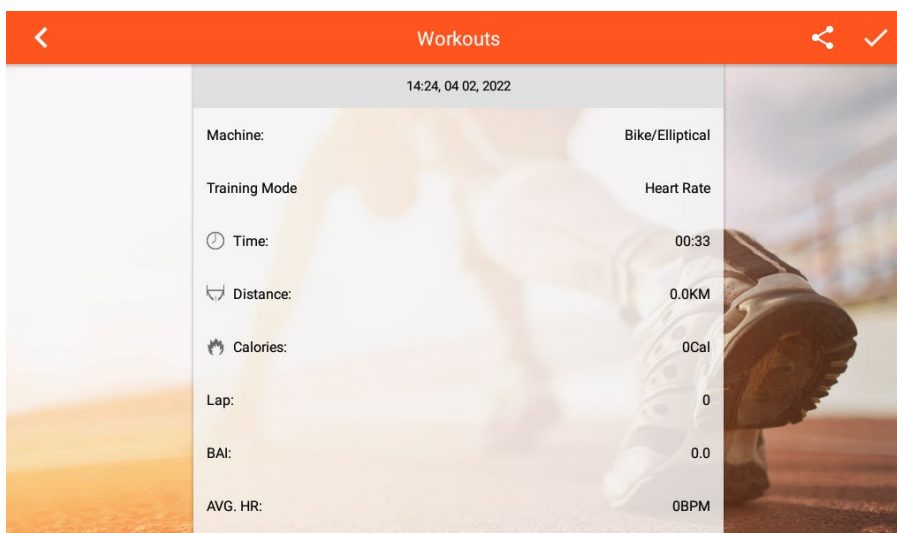 Workouts
14:24, 04 02, 2022
Machine: Bike/Elliptical
Training Mode Heart Rate
Time: 00:33
Distance: 0.0KM
Calories: 0Cal
Lap: 0
BAI: 0.0
AVG. HR: 0BPM